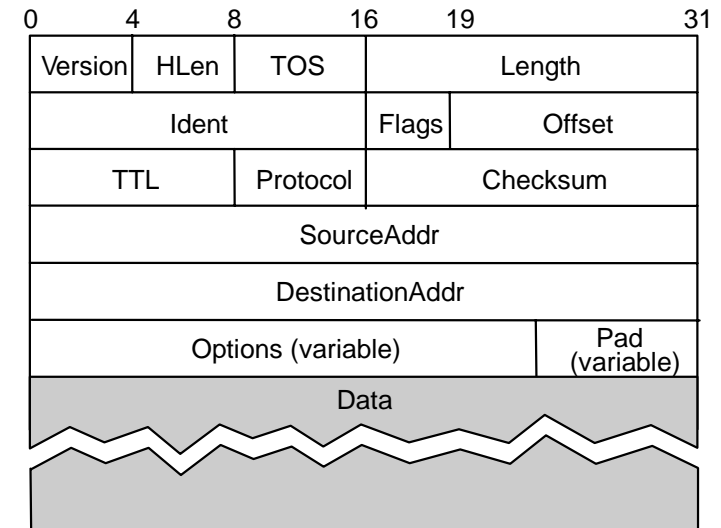 0 4 8 16 19 31
Version HLen TOS Length
Ident Flags Offset
TTL Protocol Checksum
SourceAddr
DestinationAddr
Options (variable) Pad
(variable)
Data